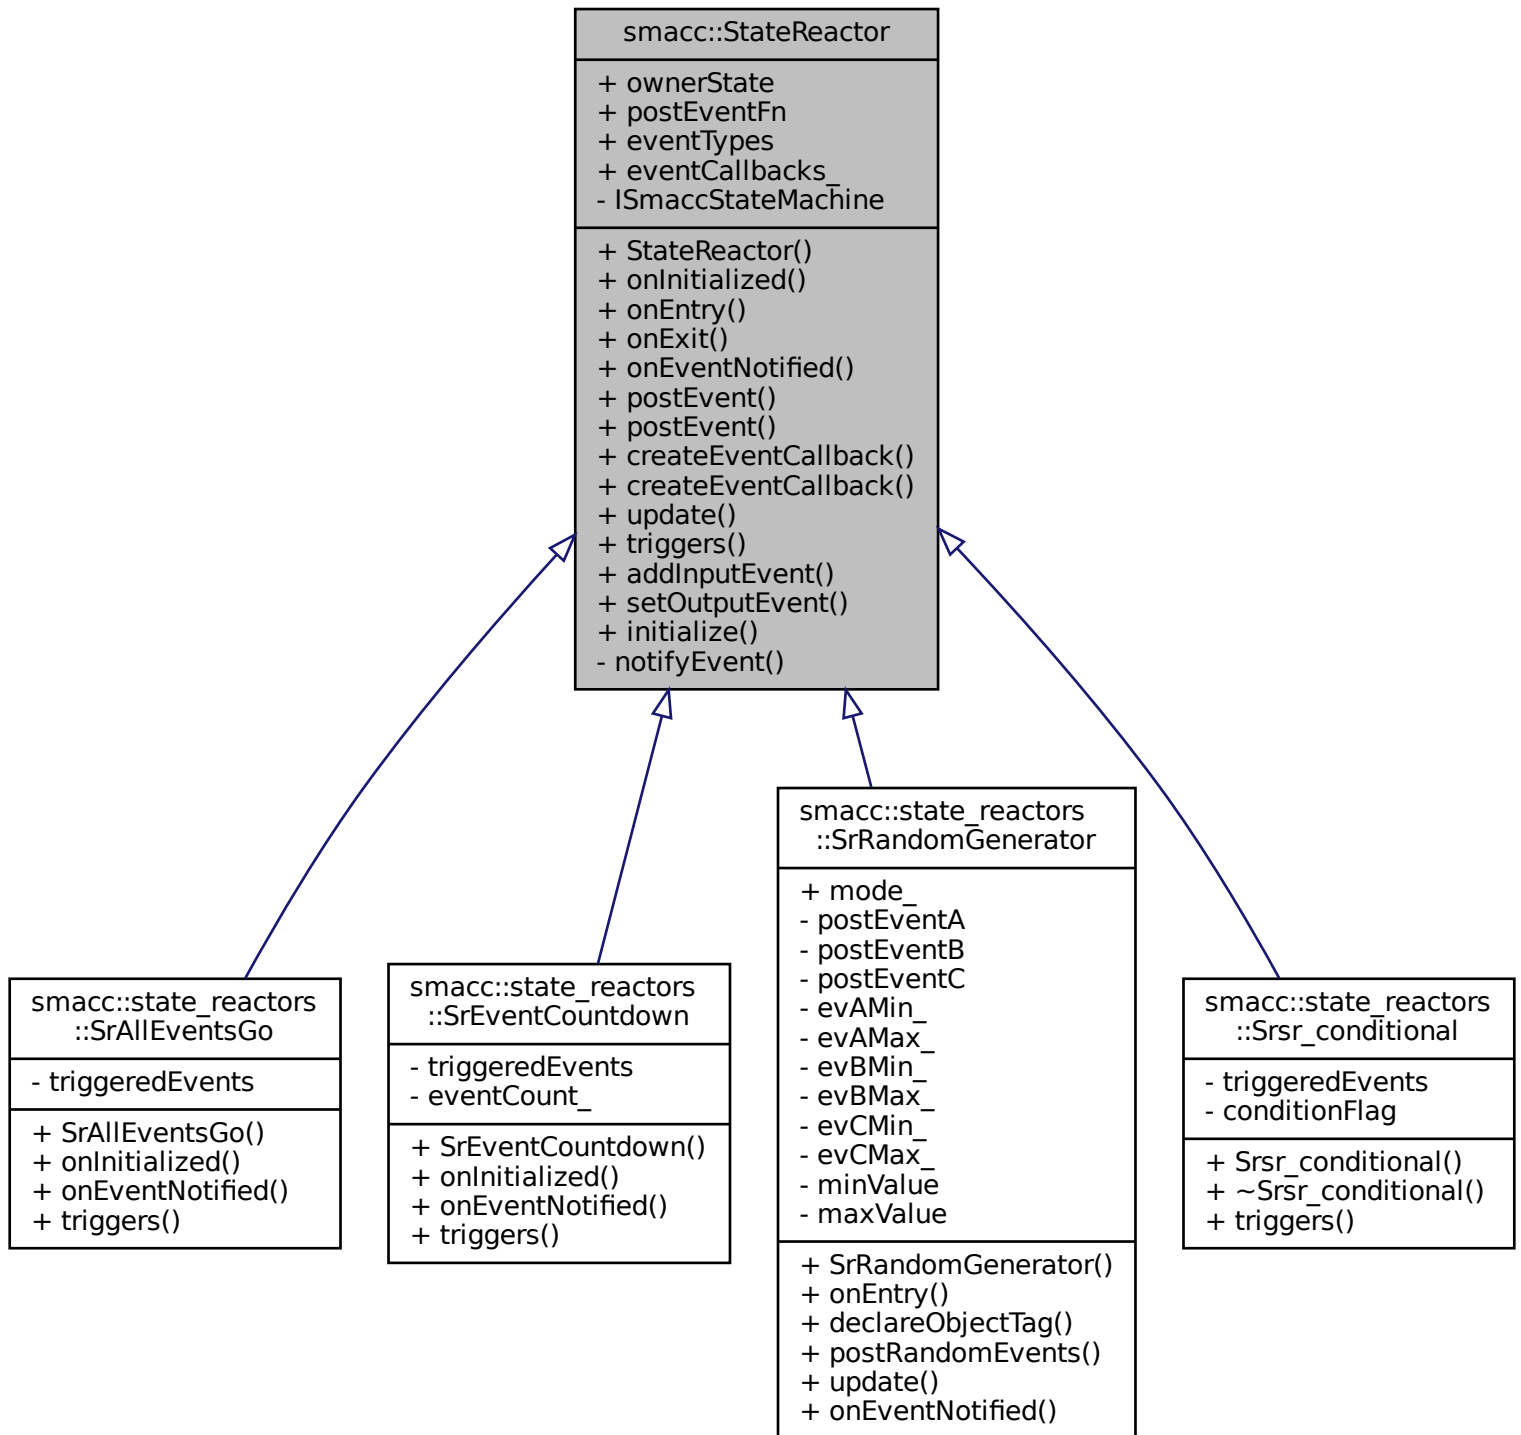 smacc::StateReactor
+ ownerState
+ postEventFn
+ eventTypes
+ eventCallbacks_
- ISmaccStateMachine
+ StateReactor()
+ onInitialized()
+ onEntry()
+ onExit()
+ onEventNotified()
+ postEvent()
+ postEvent()
+ createEventCallback()
+ createEventCallback()
+ update()
+ triggers()
+ addInputEvent()
+ setOutputEvent()
+ initialize()
- notifyEvent()
smacc::state_reactors
::SrAllEventsGo
- triggeredEvents
+ SrAllEventsGo()
+ onInitialized()
+ onEventNotified()
+ triggers()
smacc::state_reactors
::SrEventCountdown
- triggeredEvents
- eventCount_
+ SrEventCountdown()
+ onInitialized()
+ onEventNotified()
+ triggers()
smacc::state_reactors
::SrRandomGenerator
+ mode_
- postEventA
- postEventB
- postEventC
- evAMin_
- evAMax_
- evBMin_
- evBMax_
- evCMin_
- evCMax_
- minValue
- maxValue
+ SrRandomGenerator()
+ onEntry()
+ declareObjectTag()
+ postRandomEvents()
+ update()
+ onEventNotified()
smacc::state_reactors
::Srsr_conditional
- triggeredEvents
- conditionFlag
+ Srsr_conditional()
+ ~Srsr_conditional()
+ triggers()